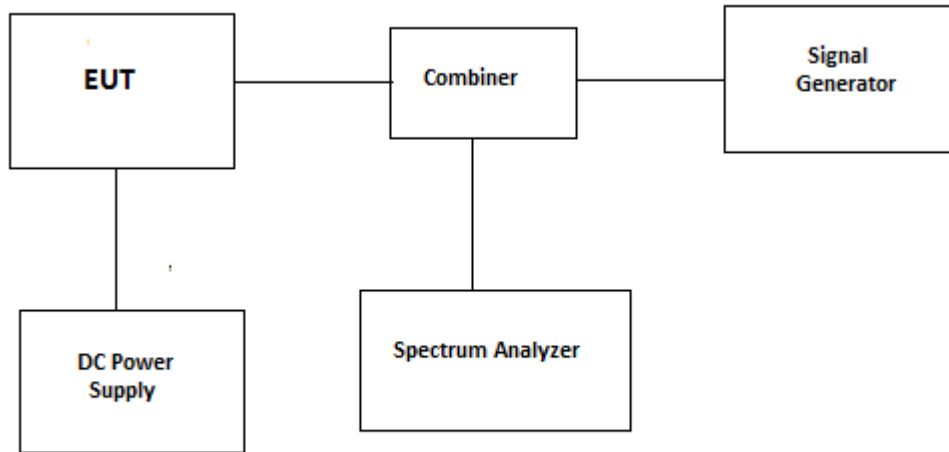 EUT
Combiner
Signal
Generator
DC Power
Supply
Spectrum Analyzer